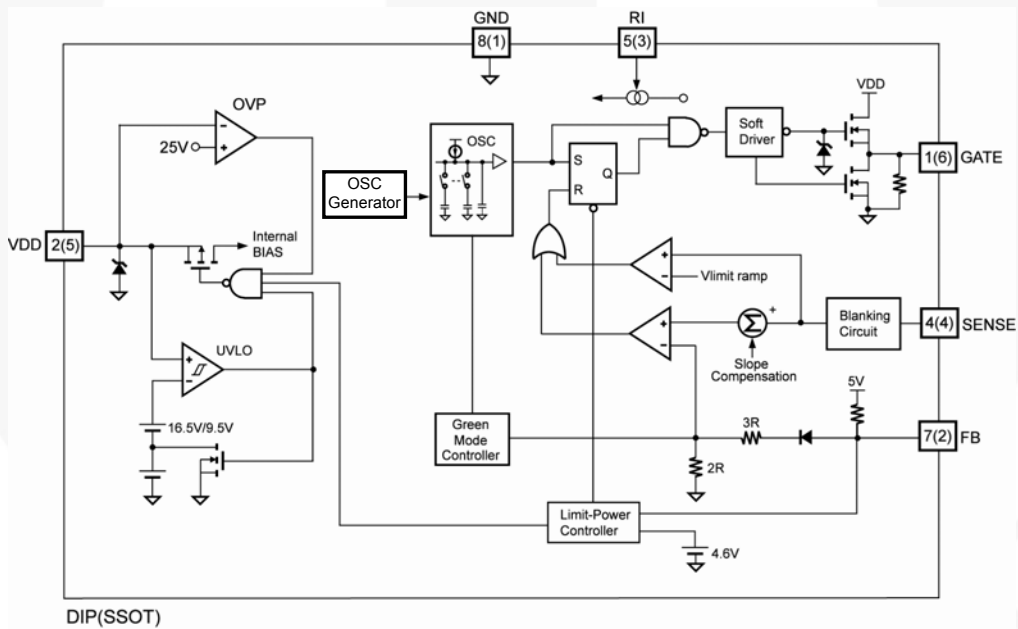 GND
8(1)
RI
5(3)
OVP
25V
VDD
OSC
Soft
Driver
1(6)
GATE
S
Q
R
OSC
Generator
VDD
2(5)
Internal
BIAS
Vlimit ramp
+
−
+
−
+
−
Σ
+
Blanking
Circuit
4(4)
SENSE
UVLO
+
−
Slope
Compensation
5V
16.5V/9.5V
Green
Mode
Controller
3R
7(2)
FB
2R
Limit-Power
Controller
4.6V
DIP(SSOT)